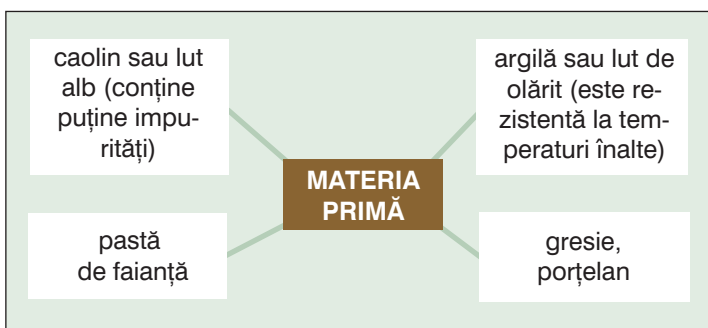 caolin sau lut
alb (conține
puține impu-
rități)
argilă sau lut de
olărit (este re-
zistentă la tem-
peraturi înalte)
MATERIA
PRIMĂ
pastă
de faianță
gresie,
porțelan